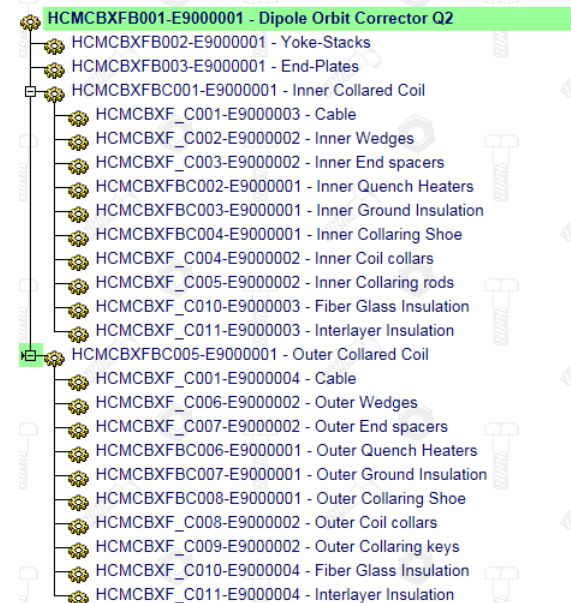 HCMCBXFB001-E9000001 - Dipole Orbit Corrector Q2
HCMCBXFB002-E9000001 - Yoke-Stacks
HCMCBXFB003-E9000001 - End-Plates
HCMCBXFBC001-E9000001 - Inner Collared Coil
HCMCBXF_C001-E9000003 - Cable
HCMCBXF_C002-E9000002 - Inner Wedges
HCMCBXF_C003-E9000002 - Inner End spacers
HCMCBXFBC002-E9000001 - Inner Quench Heaters
HCMCBXFBC003-E9000001 - Inner Ground Insulation
HCMCBXFBC004-E9000001 - Inner Collaring Shoe
HCMCBXF_C004-E9000002 - Inner Coil collars
HCMCBXF_C005-E9000002 - Inner Collaring rods
HCMCBXF_C010-E9000003 - Fiber Glass Insulation
HCMCBXF_C011-E9000003 - Interlayer Insulation
HCMCBXFBC005-E9000001 - Outer Collared Coil
HCMCBXF_C001-E9000004 - Cable
HCMCBXF_C006-E9000002 - Outer Wedges
HCMCBXF_C007-E9000002 - Outer End spacers
HCMCBXFBC006-E9000001 - Outer Quench Heaters
HCMCBXFBC007-E9000001 - Outer Ground Insulation
HCMCBXFBC008-E9000001 - Outer Collaring Shoe
HCMCBXF_C008-E9000002 - Outer Coil collars
HCMCBXF_C009-E9000002 - Outer Collaring keys
HCMCBXF_C010-E9000004 - Fiber Glass Insulation
HCMCBXF_C011-E9000004 - Interlayer Insulation